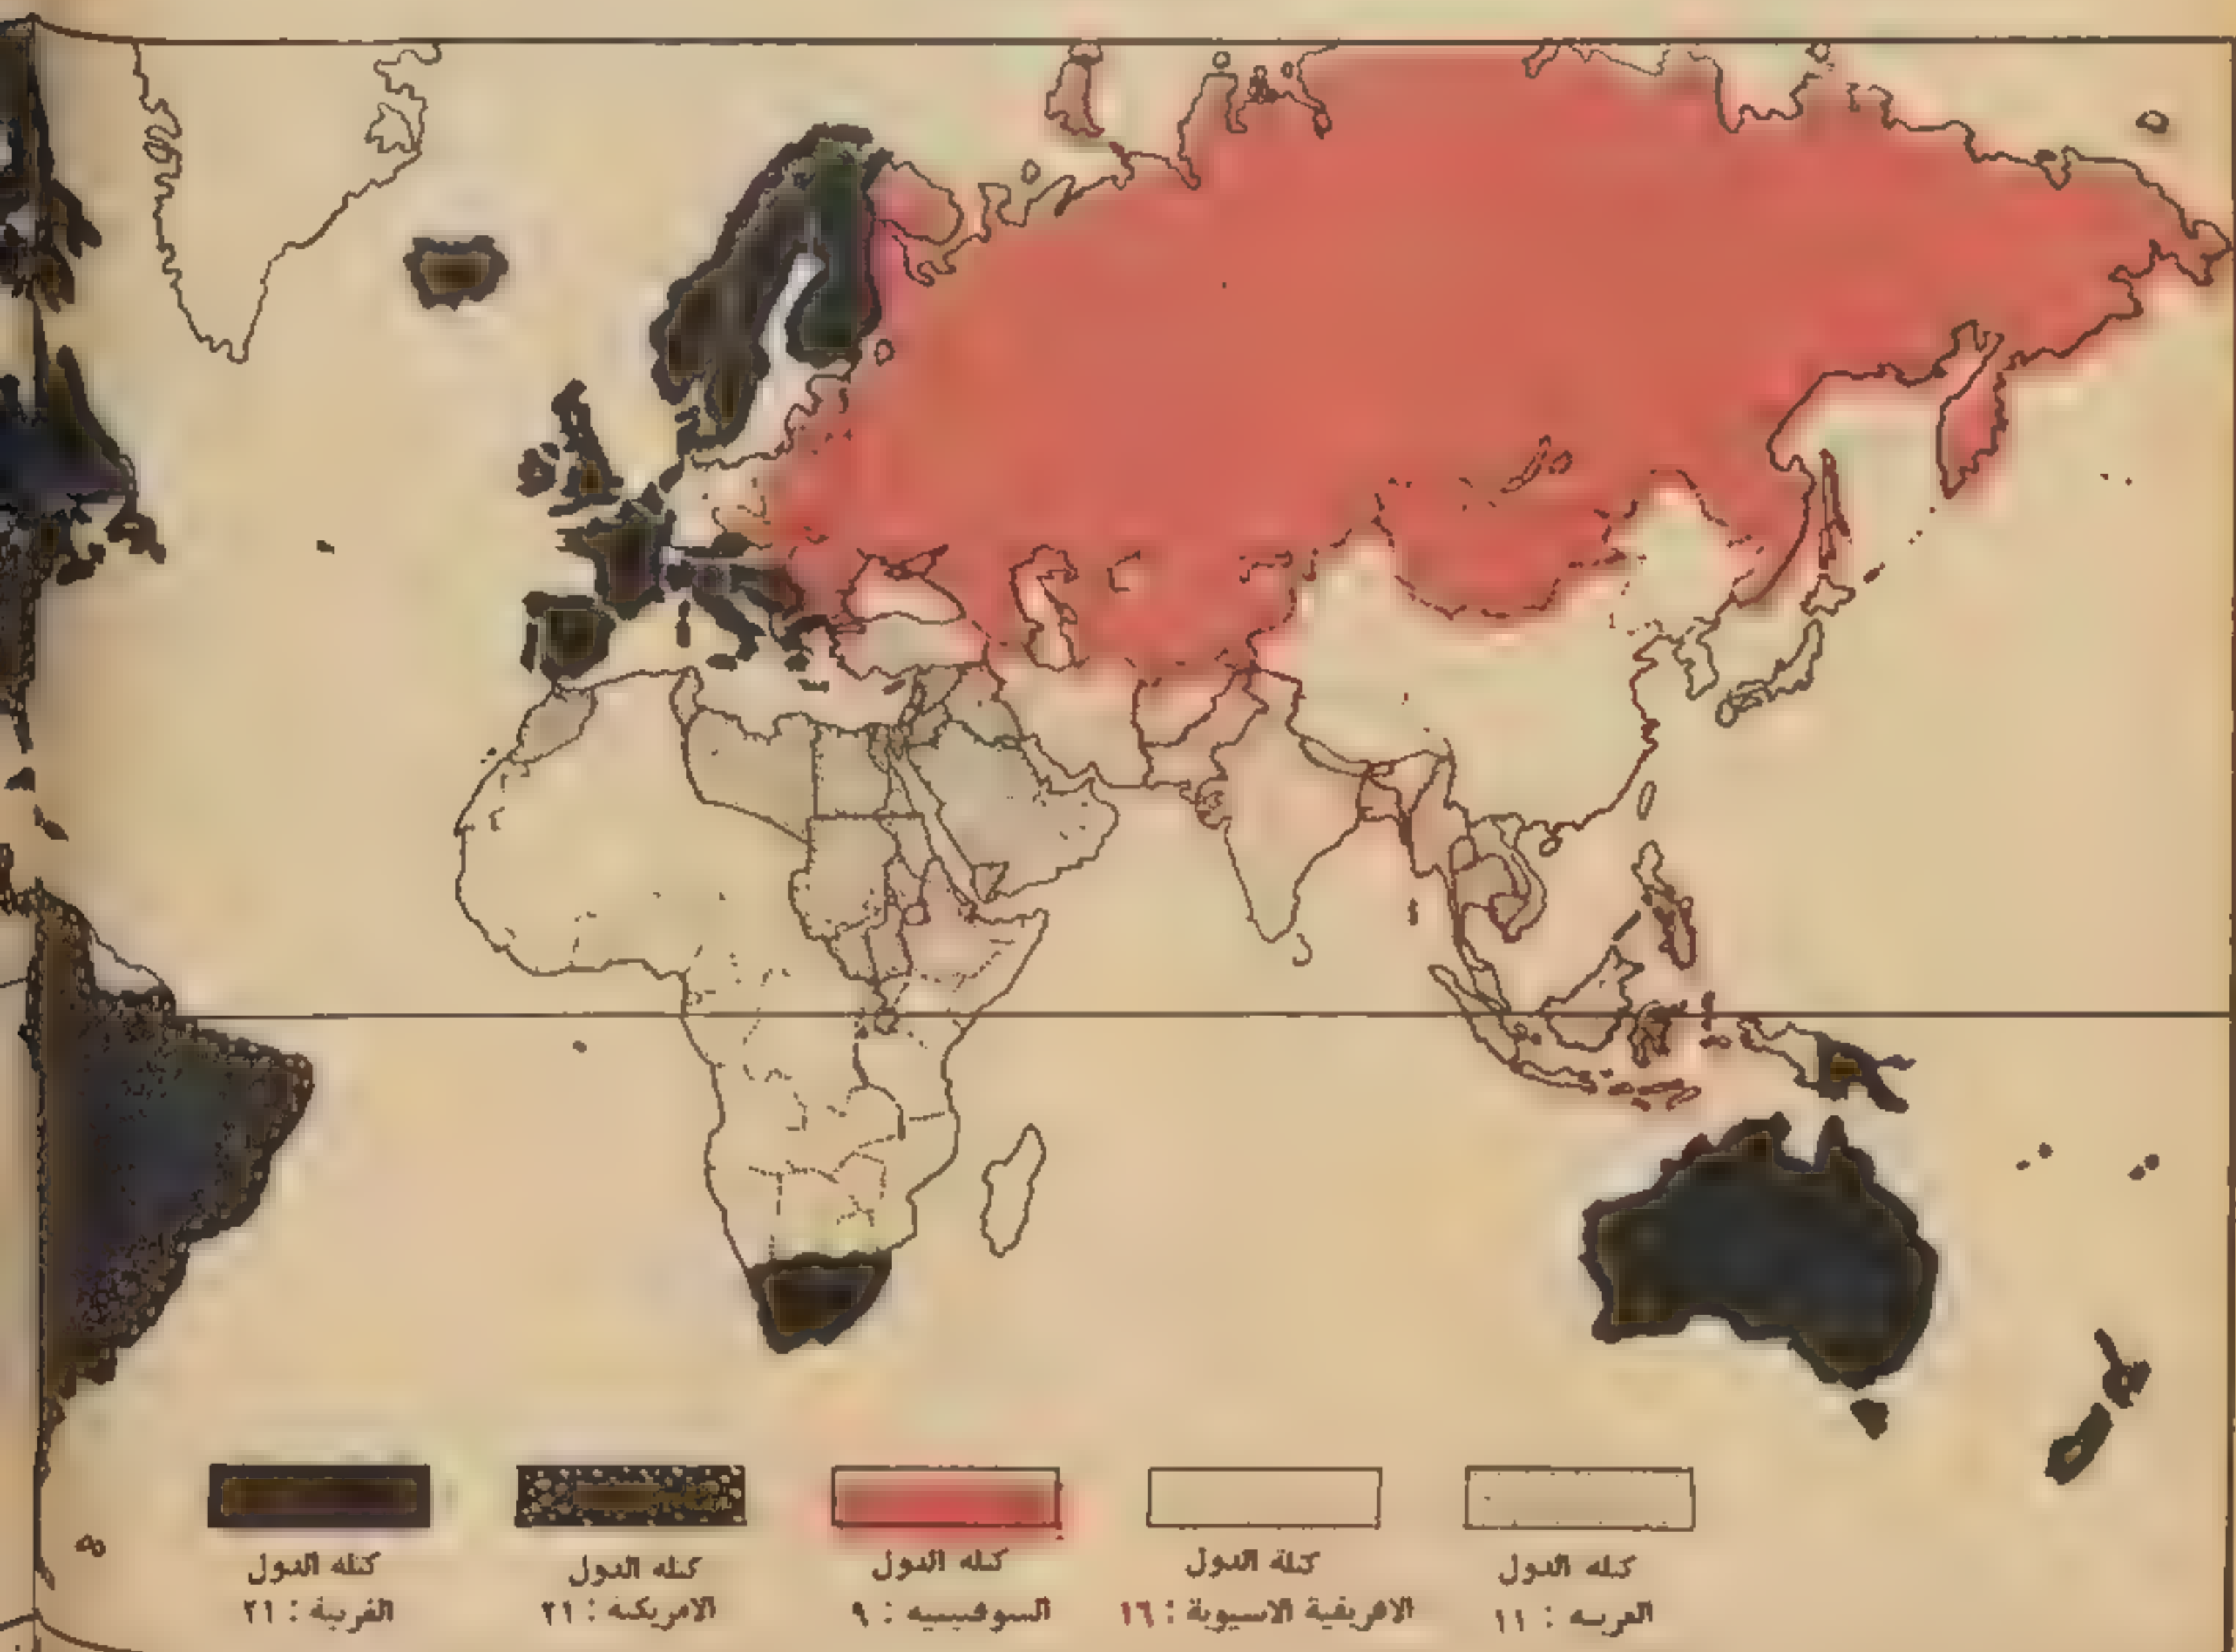 كتله الدول
العربيه : ١١
كتلة الدول
الافريقية الاسيوية : ١٦
كتله الدول
السوفييتيه : ٩
كتله الدول
الامريكية : ٢١
كتله الدول
الغربية : ٢١